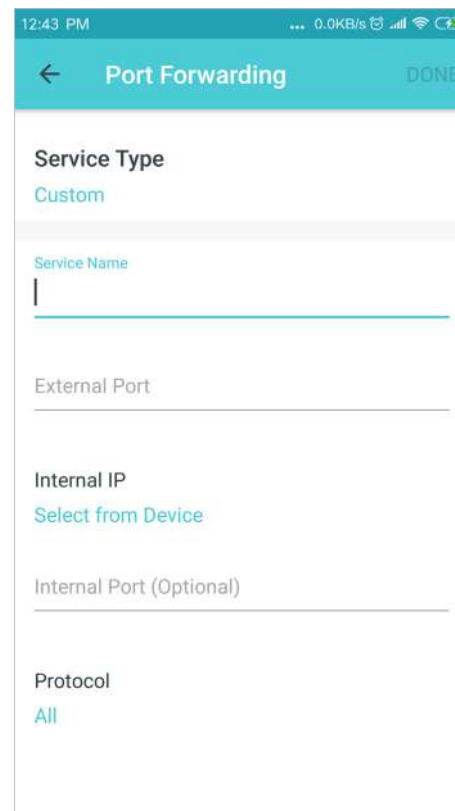 12:43 PM ... 0.0KB/s
Port Forwarding DONE
Service Type
Custom
Service Name
External Port
Internal IP
Select from Device
Internal Port (Optional)
Protocol
All